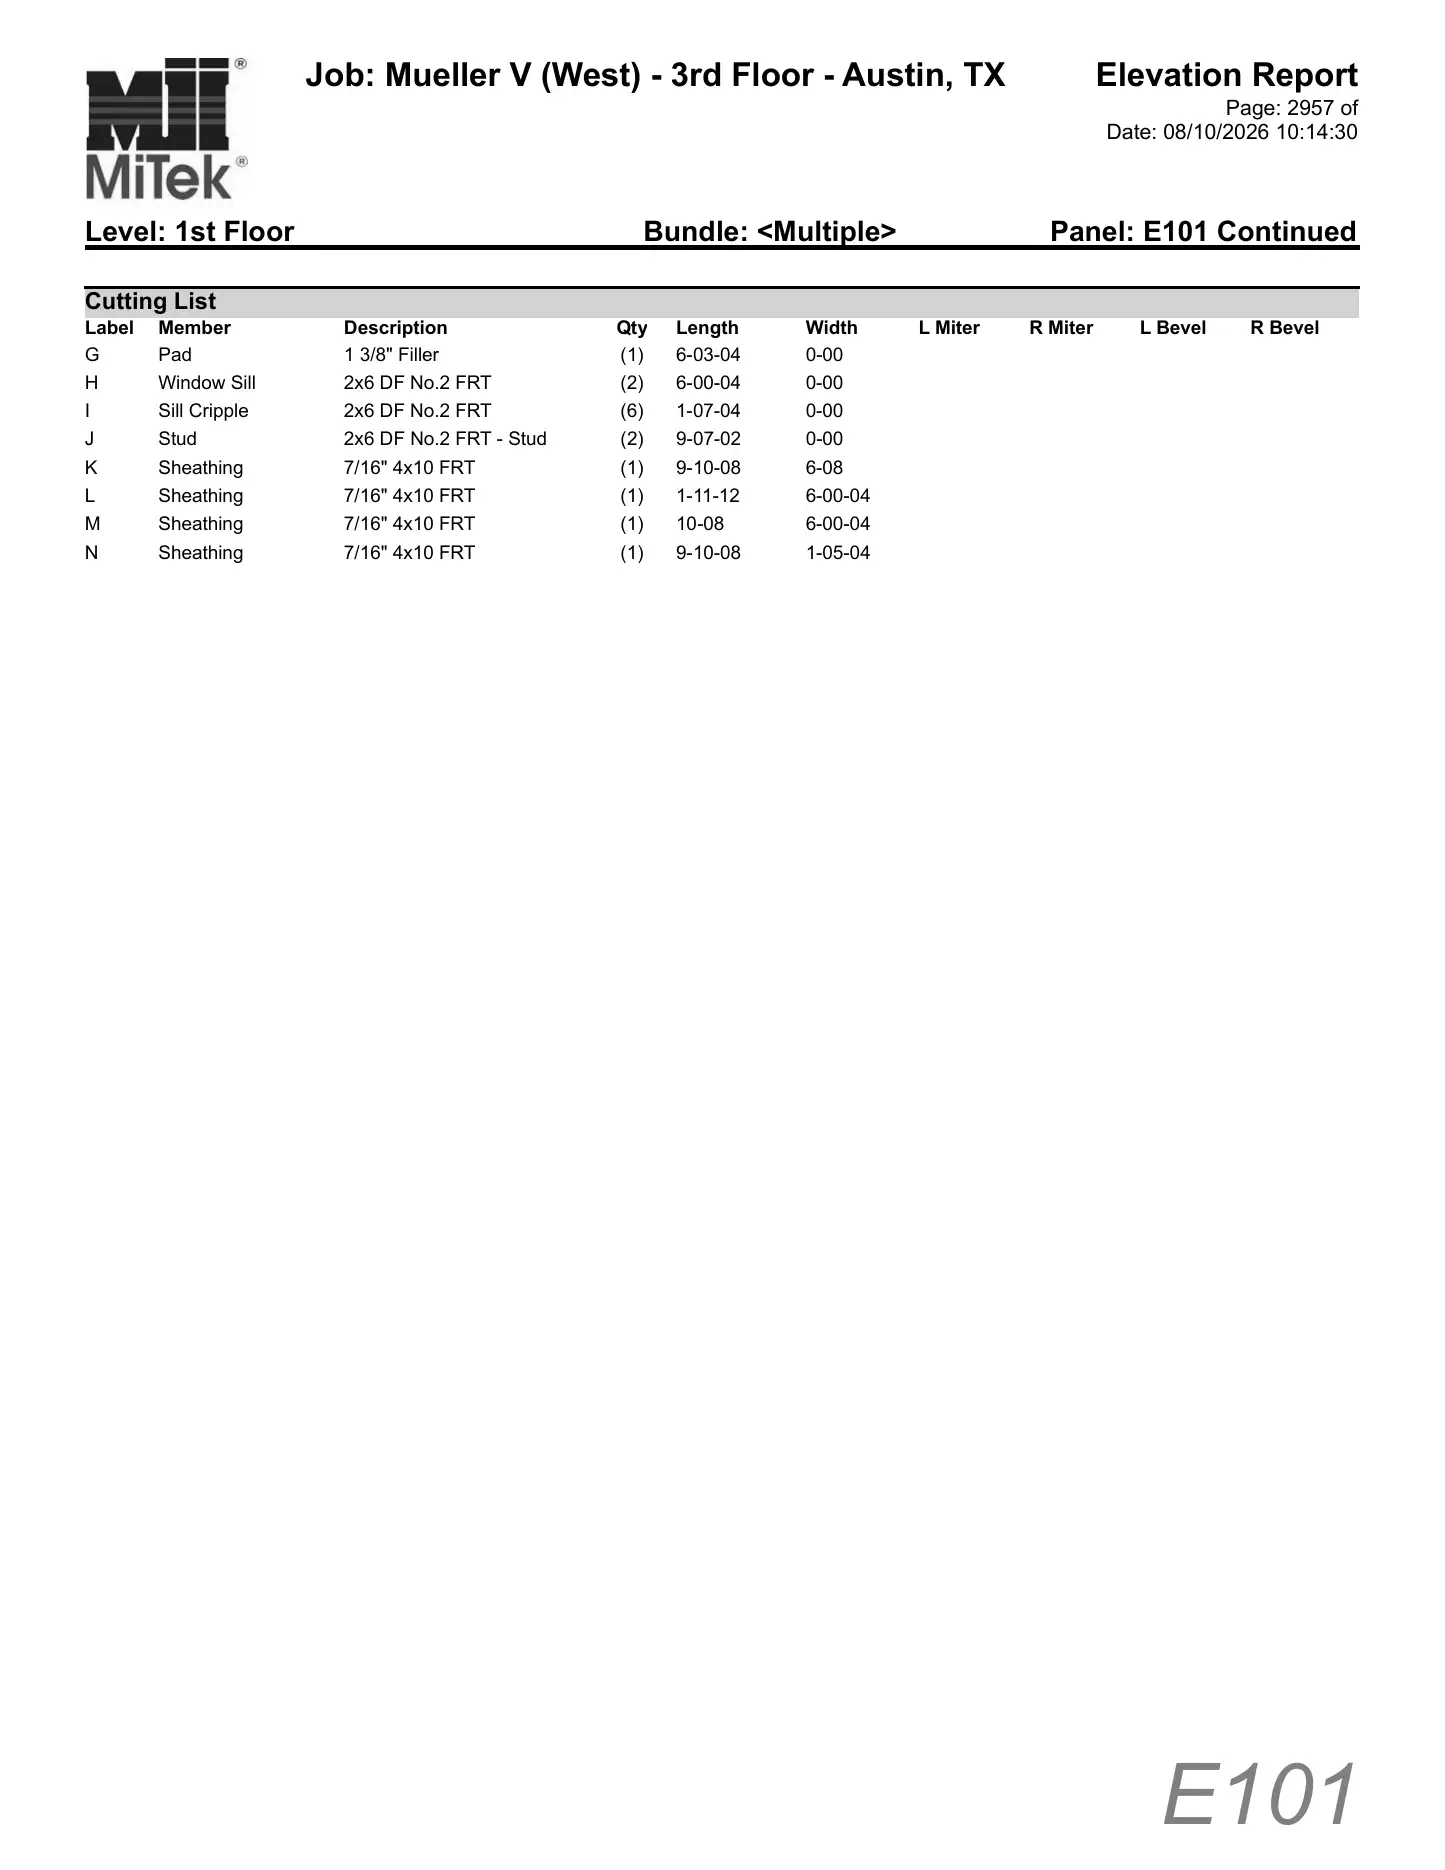 Job: Mueller V (West) - 3rd Floor - Austin, TX
Elevation Report
Page: 2957 of
Date: 08/10/2026 10:14:30
®
MiTek®
Level: 1st Floor Bundle: <Multiple> Panel: E101 Continued
Cutting List
Label Member Description Qty Length Width L Miter R Miter L Bevel R Bevel
G Pad 1 3/8" Filler (1) 6-03-04 0-00
H Window Sill 2x6 DF No.2 FRT (2) 6-00-04 0-00
I Sill Cripple 2x6 DF No.2 FRT (6) 1-07-04 0-00
J Stud 2x6 DF No.2 FRT - Stud (2) 9-07-02 0-00
K Sheathing 7/16" 4x10 FRT (1) 9-10-08 6-08
L Sheathing 7/16" 4x10 FRT (1) 1-11-12 6-00-04
M Sheathing 7/16" 4x10 FRT (1) 10-08 6-00-04
N Sheathing 7/16" 4x10 FRT (1) 9-10-08 1-05-04
E101